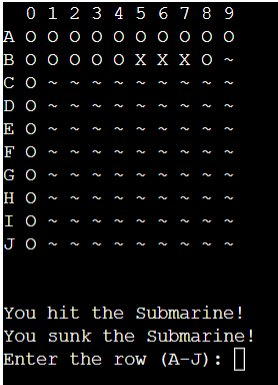 0 1 2 3 4 5 6 7 8 9
A O O O O O O O O O O
B O O O O O X X X O ~
C O ~ ~ ~ ~ ~ ~ ~ ~ ~
D O ~ ~ ~ ~ ~ ~ ~ ~ ~
E O ~ ~ ~ ~ ~ ~ ~ ~ ~
F O ~ ~ ~ ~ ~ ~ ~ ~ ~
G O ~ ~ ~ ~ ~ ~ ~ ~ ~
H O ~ ~ ~ ~ ~ ~ ~ ~ ~
I O ~ ~ ~ ~ ~ ~ ~ ~ ~
J O ~ ~ ~ ~ ~ ~ ~ ~ ~
You hit the Submarine!
You sunk the Submarine!
Enter the row (A-J):